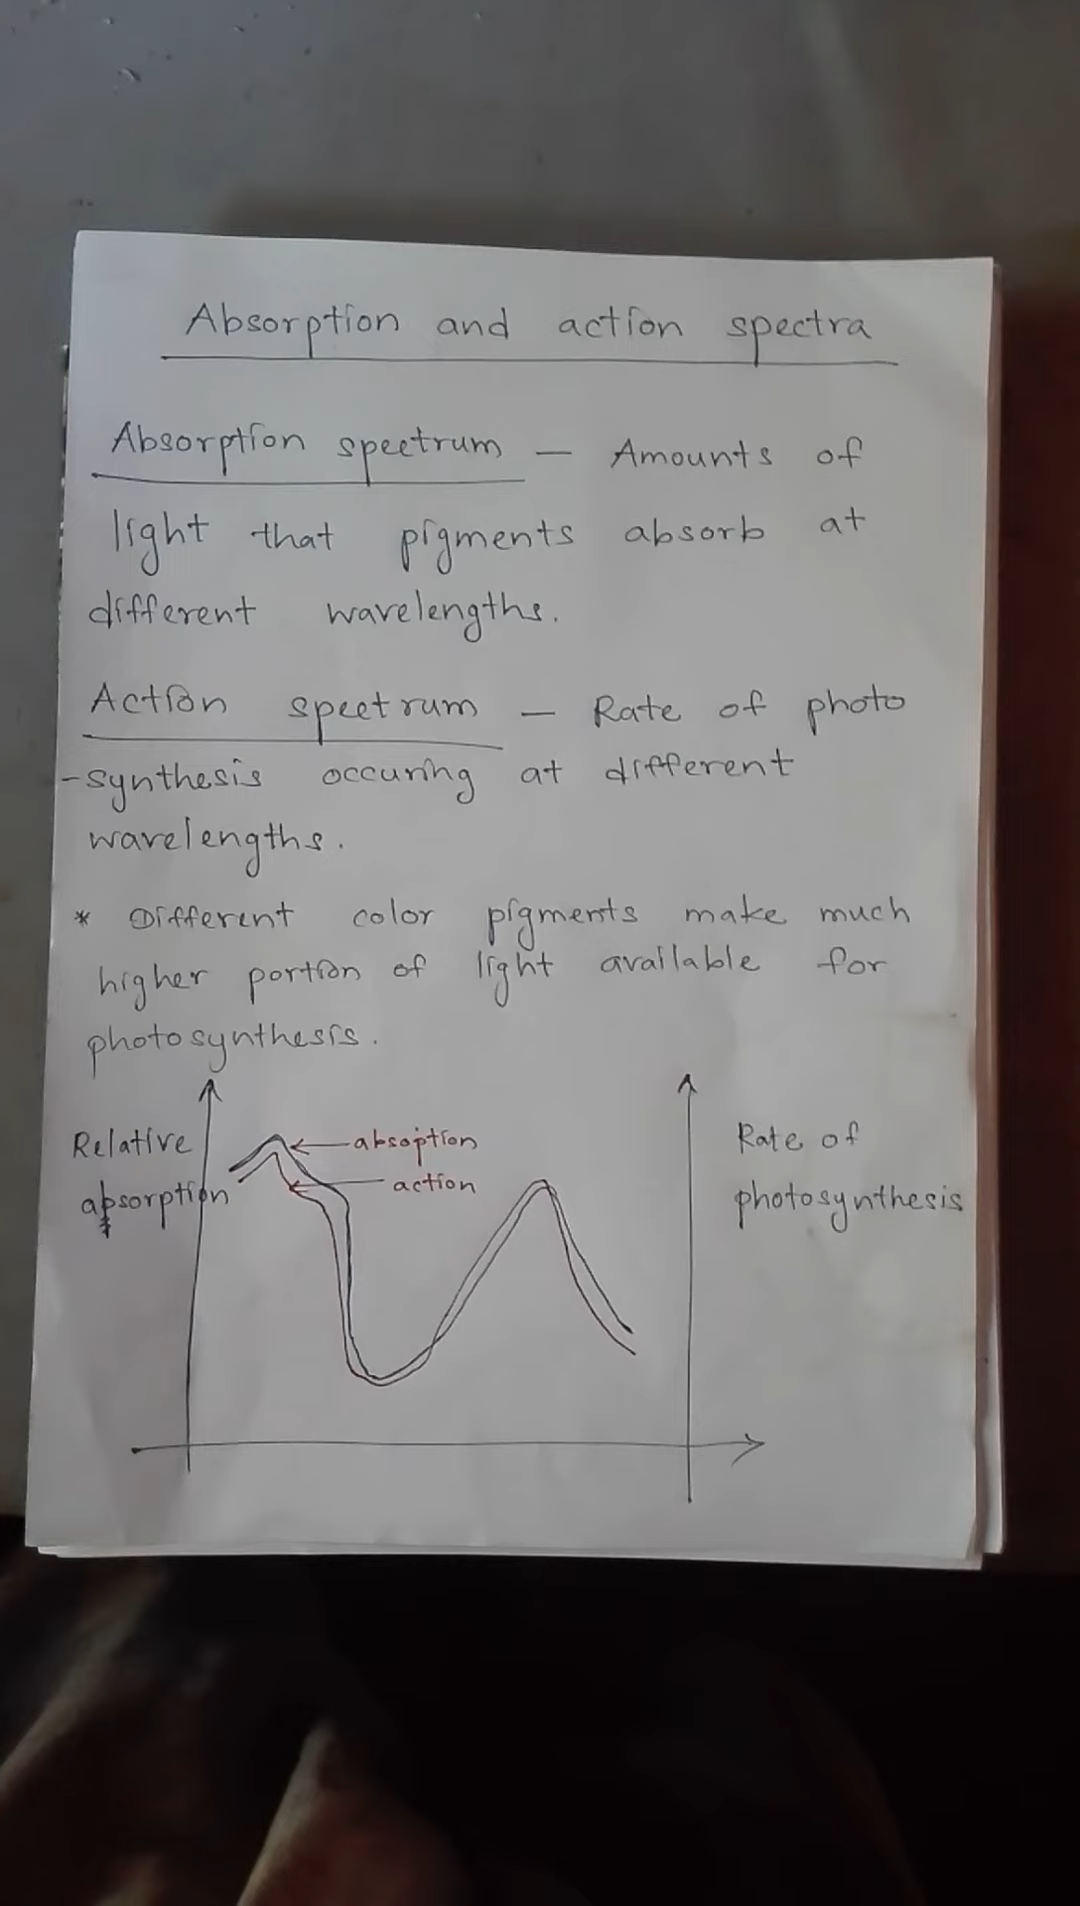 Absorption and action spectra
Absorption spectrum — Amounts of
light that pigments absorb at
different wavelengths.
Action spectrum — Rate of photo
-synthesis occuring at different
wavelengths.
* Different color pigments make much
higher portion of light available for
photosynthesis.
Relative
absorption
absoption
action
Rate of
photosynthesis